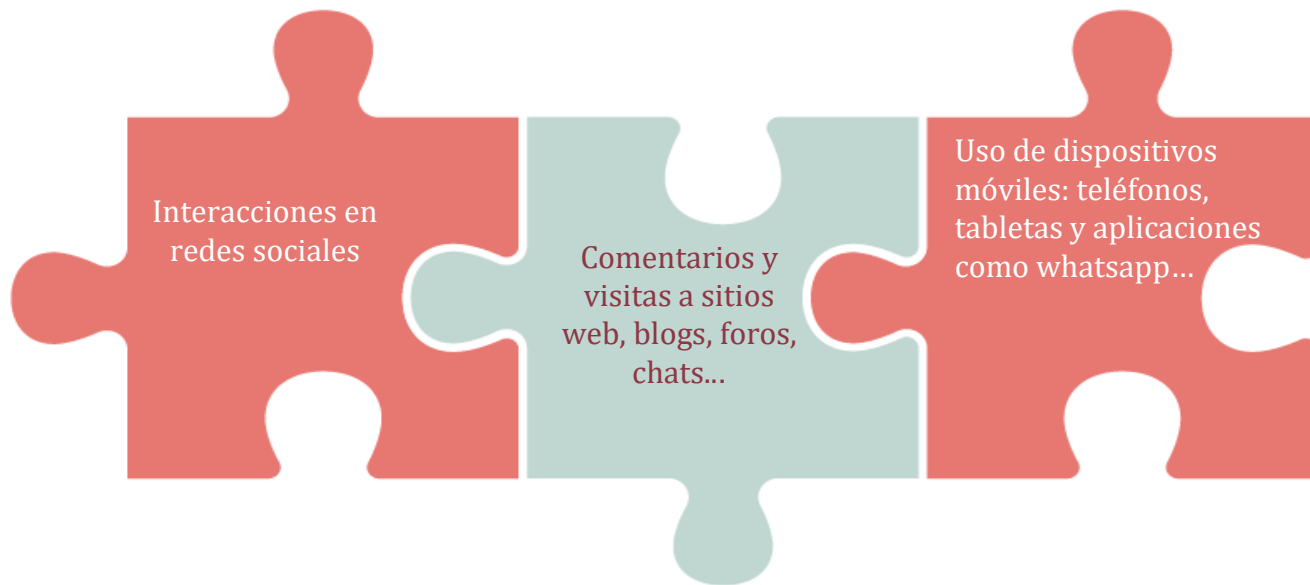 Interacciones en
redes sociales
Comentarios y
visitas a sitios
web, blogs, foros,
chats...
Uso de dispositivos
móviles: teléfonos,
tabletas y aplicaciones
como whatsapp...